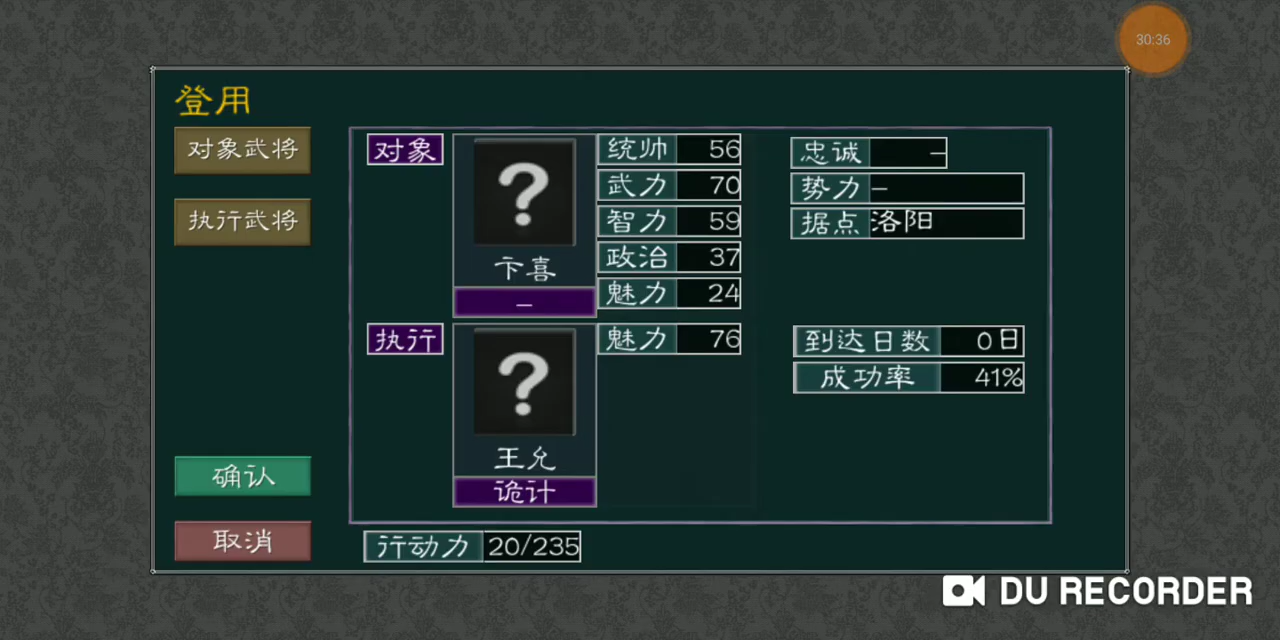 30:36
登用
对象武将
执行武将
确认
取消
对象
?
卞喜
–
统帅 56
武力 70
智力 59
政治 37
魅力 24
忠诚 –
势力 –
据点 洛阳
执行
?
王允
诡计
魅力 76
到达日数 0日
成功率 41%
行动力 20/235
DU RECORDER